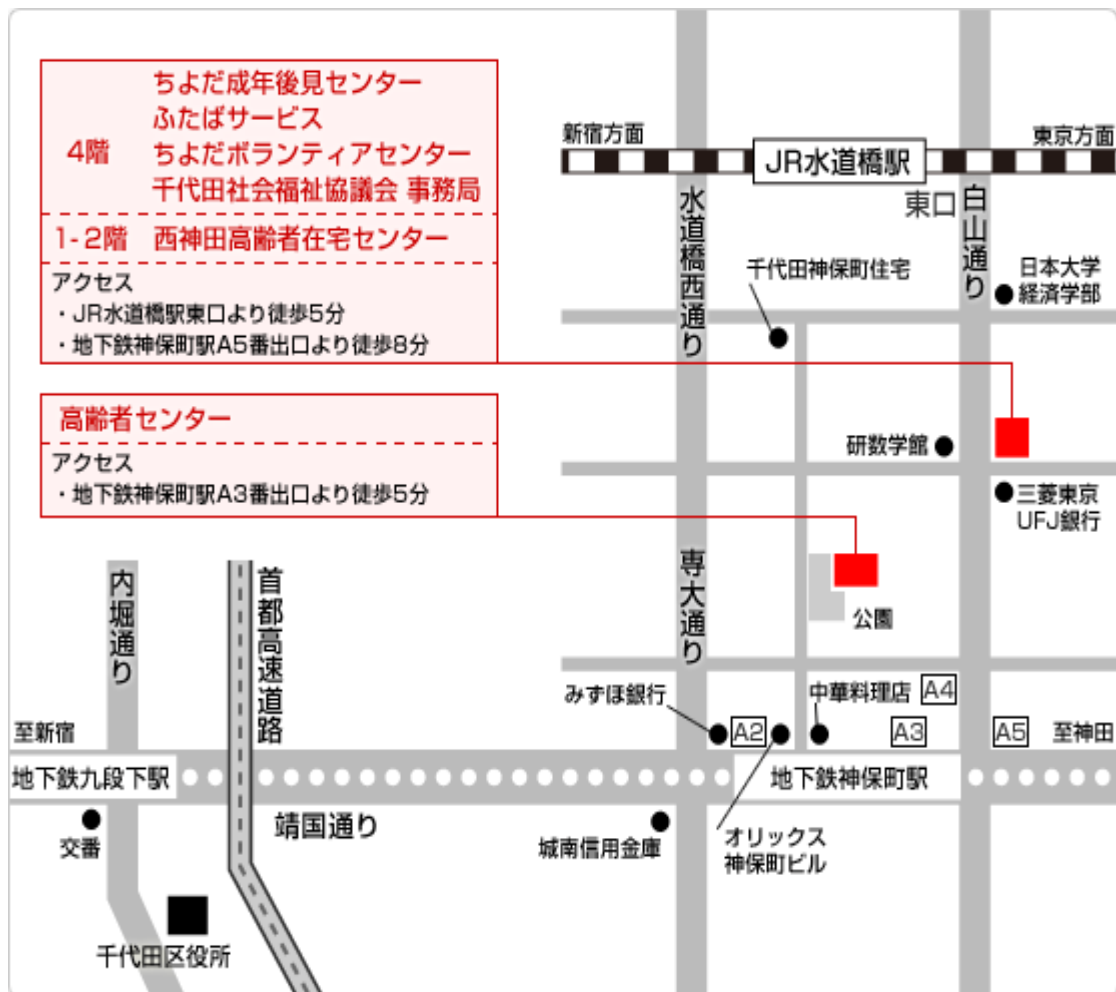 4階
ちよだ成年後見センター
ふたばサービス
ちよだボランティアセンター
千代田社会福祉協議会 事務局
1-2階 西神田高齢者在宅センター
アクセス
・JR水道橋駅東口より徒歩5分
・地下鉄神保町駅A5番出口より徒歩8分
高齢者センター
アクセス
・地下鉄神保町駅A3番出口より徒歩5分
新宿方面
JR水道橋駅
東京方面
東口
水道橋西通り
白山通り
千代田神保町住宅
日本大学
経済学部
研数学館
三菱東京
UFJ銀行
専大通り
公園
内堀通り
首都高速道路
みずほ銀行
A2
中華料理店
A4
A3
A5
至神田
至新宿
地下鉄九段下駅
地下鉄神保町駅
交番
靖国通り
城南信用金庫
オリックス
神保町ビル
千代田区役所